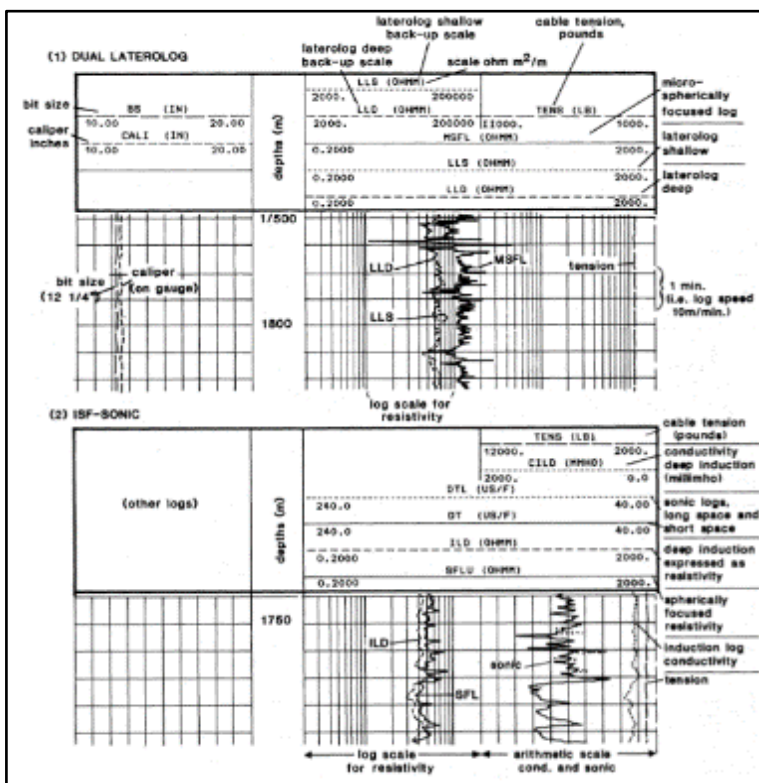 laterolog shallow
back-up scale
cable tension,
pounds
(1) DUAL LATEROLOG
laterolog deep
back-up scale
scale ohm m²/m
LLS (OHMM)
2000. 200000
bit size
BS (IN)
10.00 20.00
LLD (OHMM)
2000. 200000
TENS (LB)
11000. 1000.
micro-
spherically
focused log
caliper
inches
CALI (IN)
10.00 20.00
depths (m)
MSFL (OHMM)
0.2000 2000.
laterolog
shallow
LLS (OHMM)
0.2000 2000.
laterolog
deep
LLD (OHMM)
0.2000 2000.
1/500
LLD
MSFL
tension
bit size
(12 1/4")
caliper
(on gauge)
1 min.
(i.e. log speed
10m/min.)
LLS
1800
log scale for
resistivity
(2) ISF-SONIC
cable tension
(pounds)
TENS (LB)
12000. 2000.
conductivity
deep induction
(millimho)
CILD (MMHO)
2000. 0.0
(other logs)
depths (m)
DTL (US/F)
240.0 40.00
sonic logs,
long space and
short space
DT (US/F)
240.0 40.00
ILD (OHMM)
0.2000 2000.
deep induction
expressed as
resistivity
SFLU (OHMM)
0.2000 2000.
spherically
focused
resistivity
1750
ILD
sonic
SFL
induction log
conductivity
tension
log scale
for resistivity
arithmetic scale
cond. and sonic